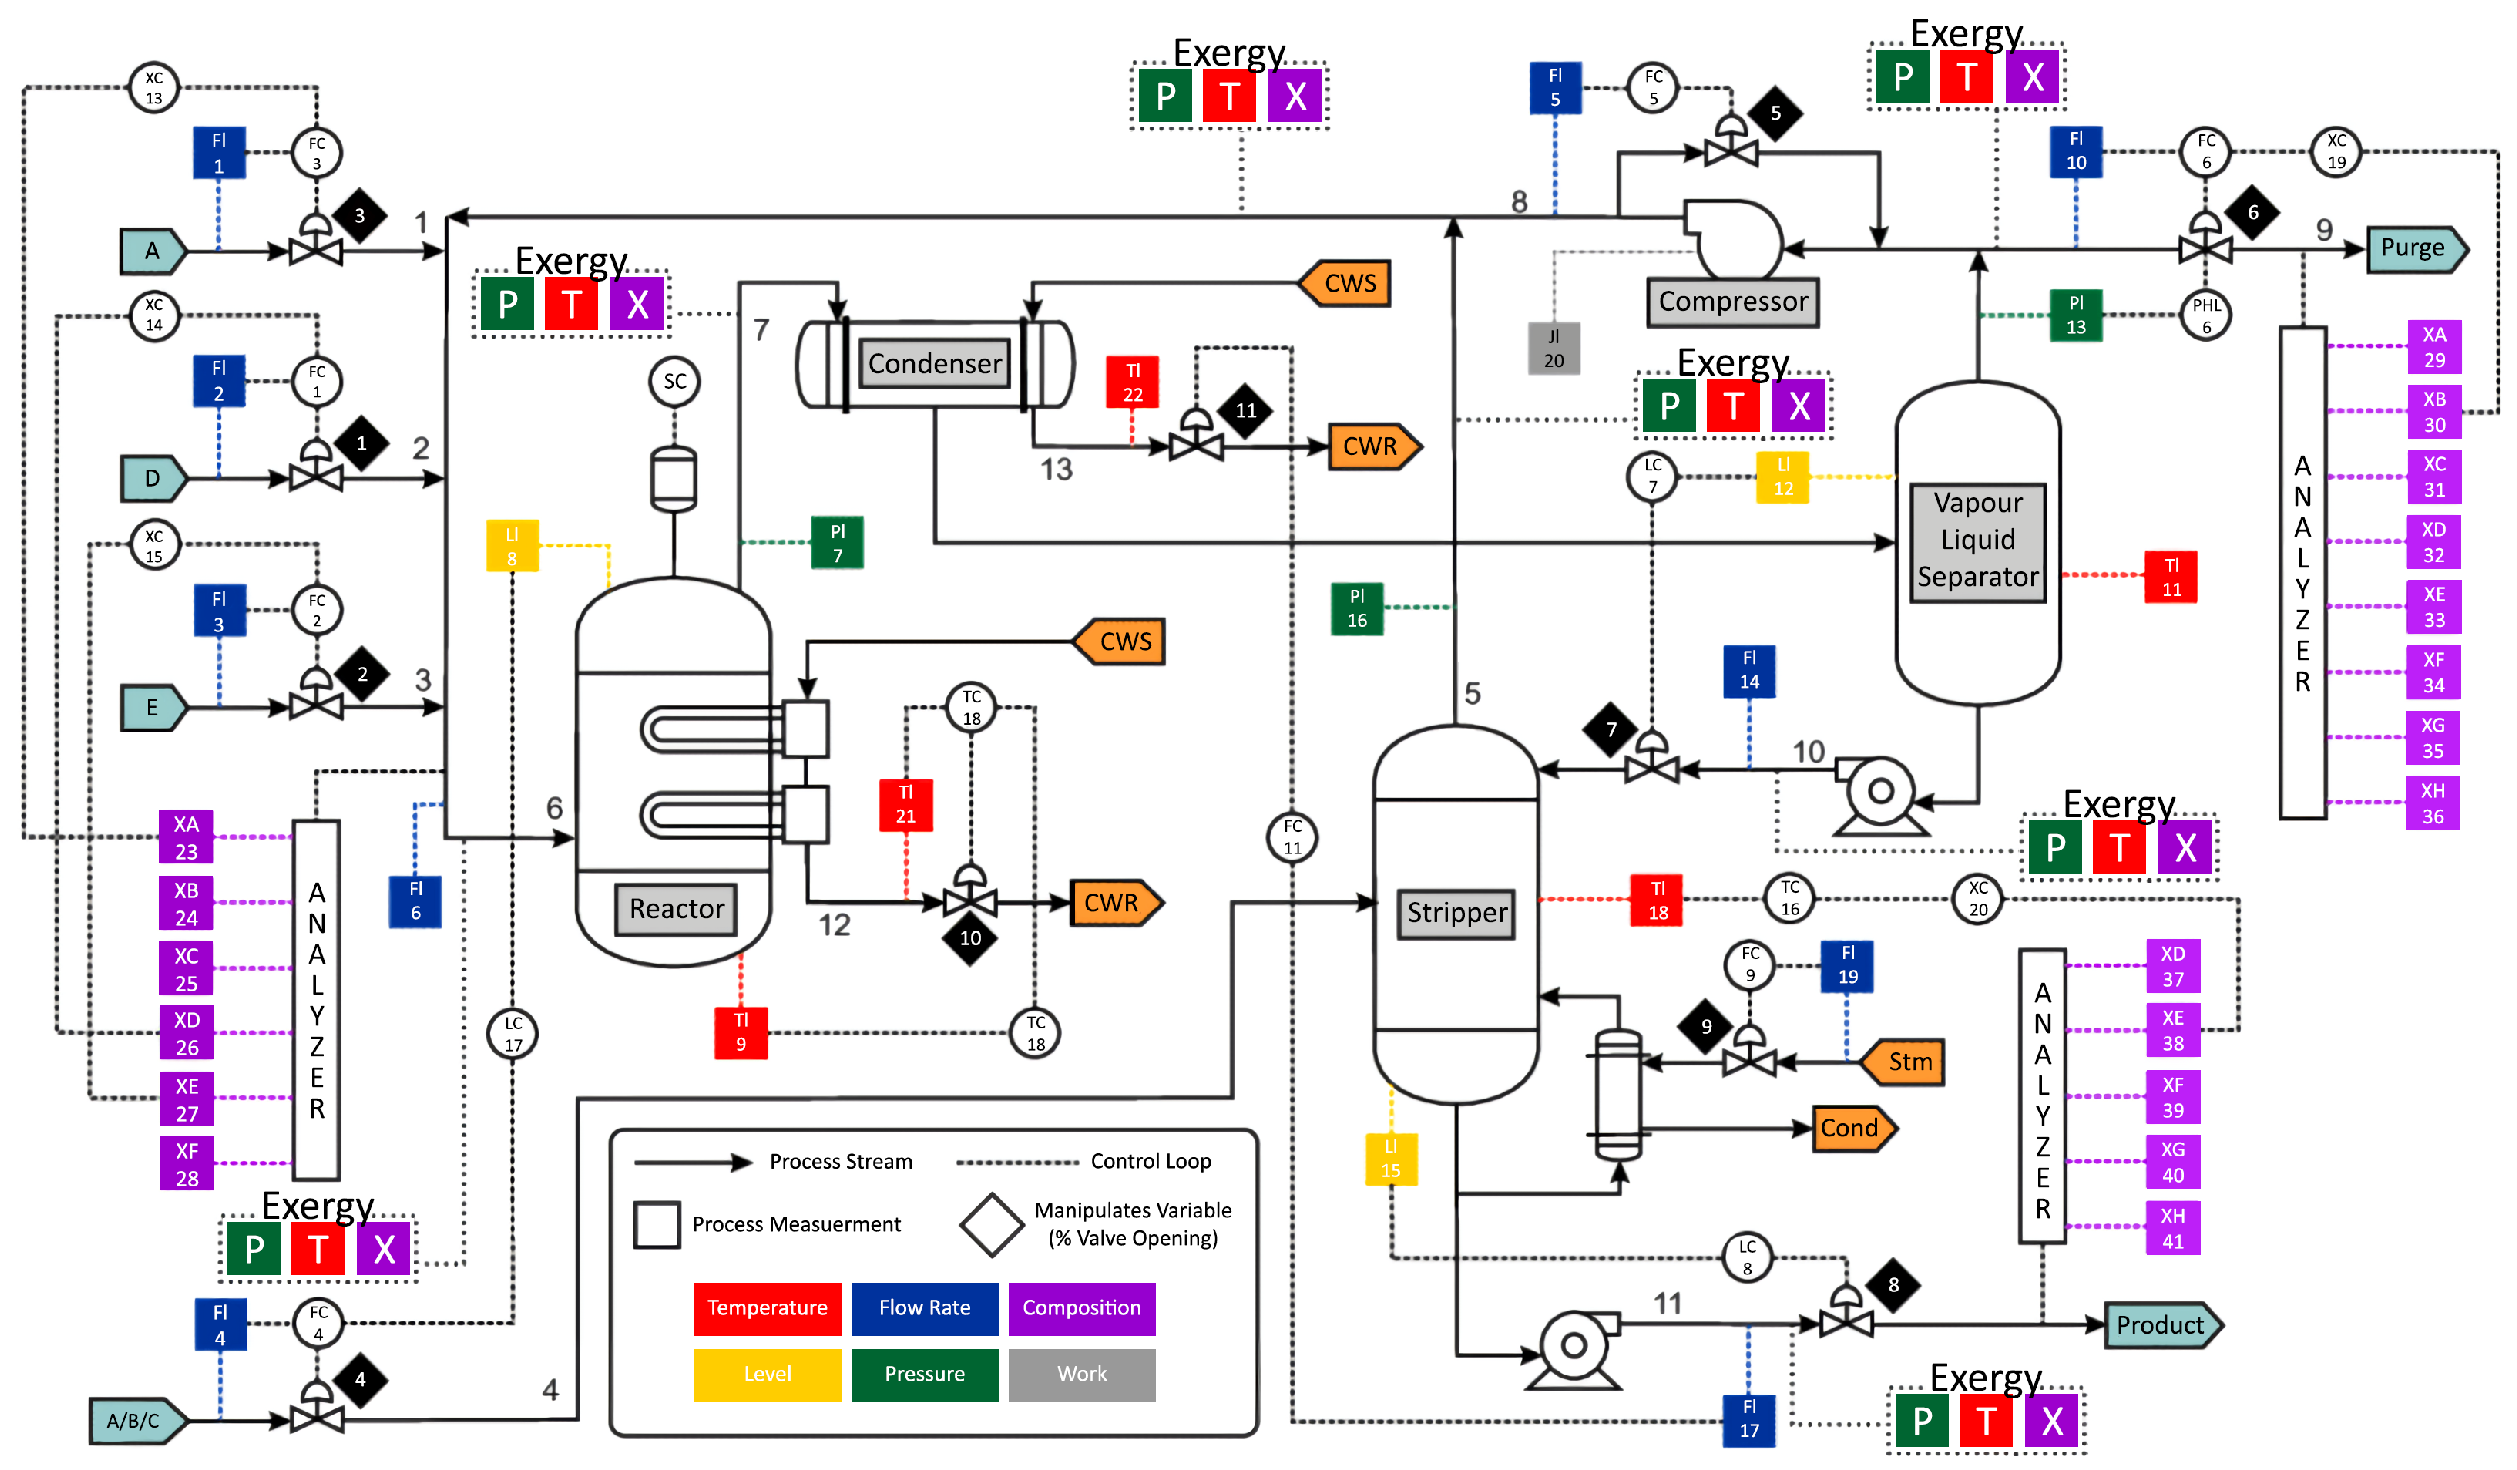 Exergy
P T X
Exergy
P T X
XC
13
FI
5
FC
5
5
FI
1
FC
3
3
1
A
FI
10
FC
6
XC
19
6
9
Purge
8
Compressor
JI
20
PI
13
PHL
6
Exergy
P T X
7
CWS
Condenser
XC
14
FI
2
FC
1
1
2
D
SC
TI
22
11
13
CWR
Exergy
P T X
LC
7
LI
12
Vapour
Liquid
Separator
TI
11
A
N
A
L
Y
Z
E
R
XA
29
XB
30
XC
31
XD
32
XE
33
XF
34
XG
35
XH
36
XC
15
FI
3
FC
2
2
3
E
LI
8
PI
7
PI
16
CWS
5
FI
14
7
10
TC
18
TI
21
6
Reactor
12
10
CWR
FC
11
Exergy
P T X
XA
23
XB
24
XC
25
XD
26
XE
27
XF
28
A
N
A
L
Y
Z
E
R
FI
6
LC
17
TI
9
TC
18
Stripper
TI
18
TC
16
XC
20
FC
9
FI
19
9
Stm
Cond
LI
15
A
N
A
L
Y
Z
E
R
XD
37
XE
38
XF
39
XG
40
XH
41
Exergy
P T X
FI
4
FC
4
4
A/B/C
4
Process Stream
Control Loop
Process Measuerment
Manipulates Variable
(% Valve Opening)
Temperature
Flow Rate
Composition
Level
Pressure
Work
LC
8
8
11
Product
FI
17
Exergy
P T X